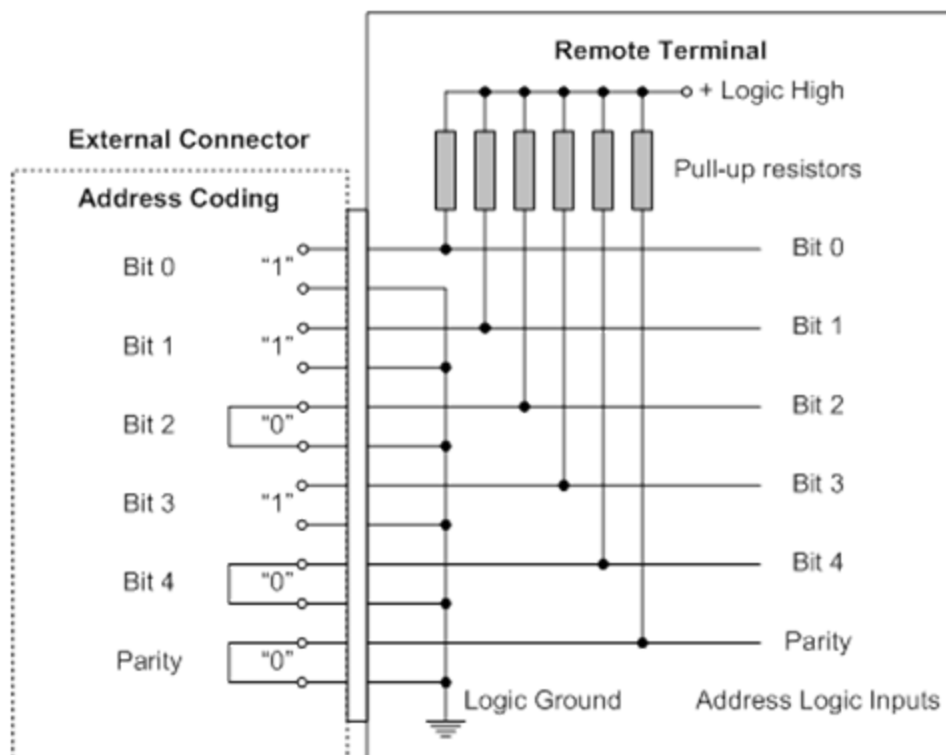 Remote Terminal
+ Logic High
External Connector
Pull-up resistors
Address Coding
Bit 0 “1” Bit 0
Bit 1 “1” Bit 1
Bit 2 “0” Bit 2
Bit 3 “1” Bit 3
Bit 4 “0” Bit 4
Parity “0” Parity
Logic Ground Address Logic Inputs